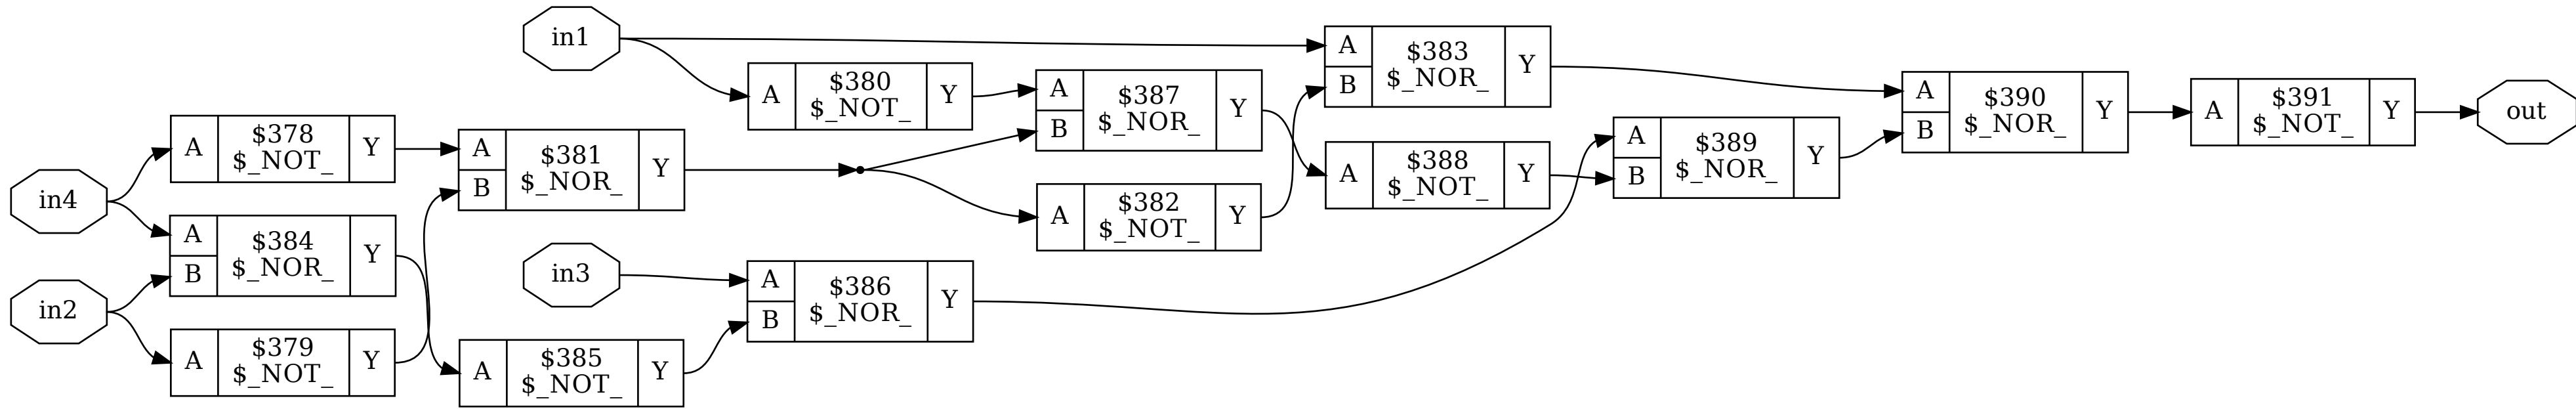 in1
in4
in2
in3
A
$378
$_NOT_
Y
A
B
$384
$_NOR_
Y
A
$379
$_NOT_
Y
A
B
$381
$_NOR_
Y
A
$385
$_NOT_
Y
A
$380
$_NOT_
Y
A
B
$386
$_NOR_
Y
A
B
$387
$_NOR_
Y
A
$382
$_NOT_
Y
A
B
$383
$_NOR_
Y
A
$388
$_NOT_
Y
A
B
$389
$_NOR_
Y
A
B
$390
$_NOR_
Y
A
$391
$_NOT_
Y
out